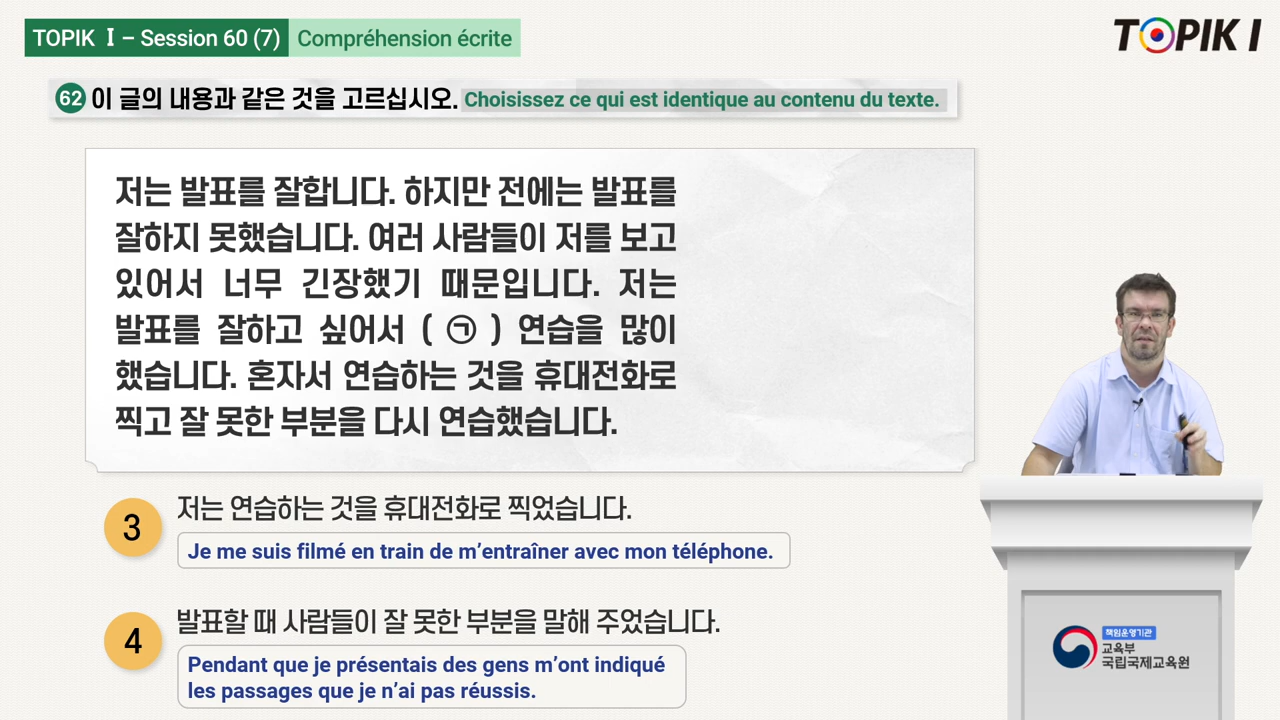 TOPIK Ⅰ – Session 60 (7) Compréhension écrite
TOPIK I
62 이 글의 내용과 같은 것을 고르십시오. Choisissez ce qui est identique au contenu du texte.
저는 발표를 잘합니다. 하지만 전에는 발표를
잘하지 못했습니다. 여러 사람들이 저를 보고
있어서 너무 긴장했기 때문입니다. 저는
발표를 잘하고 싶어서 ( ㉠ ) 연습을 많이
했습니다. 혼자서 연습하는 것을 휴대전화로
찍고 잘 못한 부분을 다시 연습했습니다.
3 저는 연습하는 것을 휴대전화로 찍었습니다.
Je me suis filmé en train de m’entraîner avec mon téléphone.
4 발표할 때 사람들이 잘 못한 부분을 말해 주었습니다.
Pendant que je présentais des gens m’ont indiqué
les passages que je n’ai pas réussis.
책임운영기관
교육부
국립국제교육원